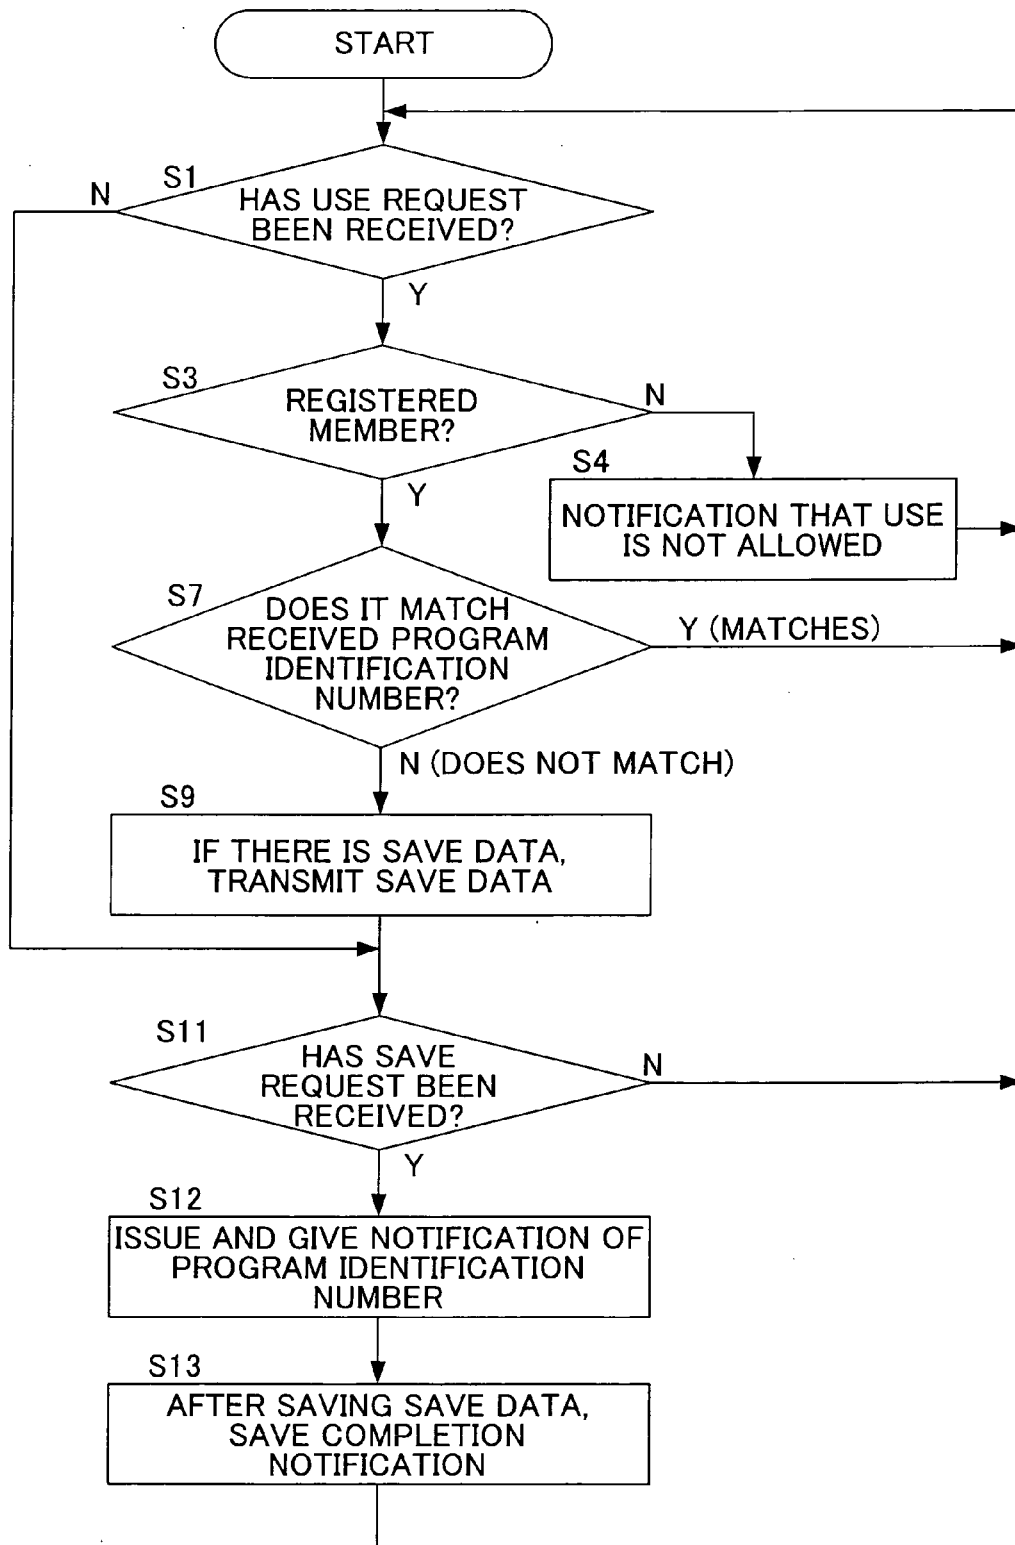 START
S1
N
HAS USE REQUEST
BEEN RECEIVED?
Y
S3
REGISTERED
MEMBER?
N
Y
S4
NOTIFICATION THAT USE
IS NOT ALLOWED
S7
DOES IT MATCH
RECEIVED PROGRAM
IDENTIFICATION
NUMBER?
Y (MATCHES)
N (DOES NOT MATCH)
S9
IF THERE IS SAVE DATA,
TRANSMIT SAVE DATA
S11
HAS SAVE
REQUEST BEEN
RECEIVED?
N
Y
S12
ISSUE AND GIVE NOTIFICATION OF
PROGRAM IDENTIFICATION
NUMBER
S13
AFTER SAVING SAVE DATA,
SAVE COMPLETION
NOTIFICATION